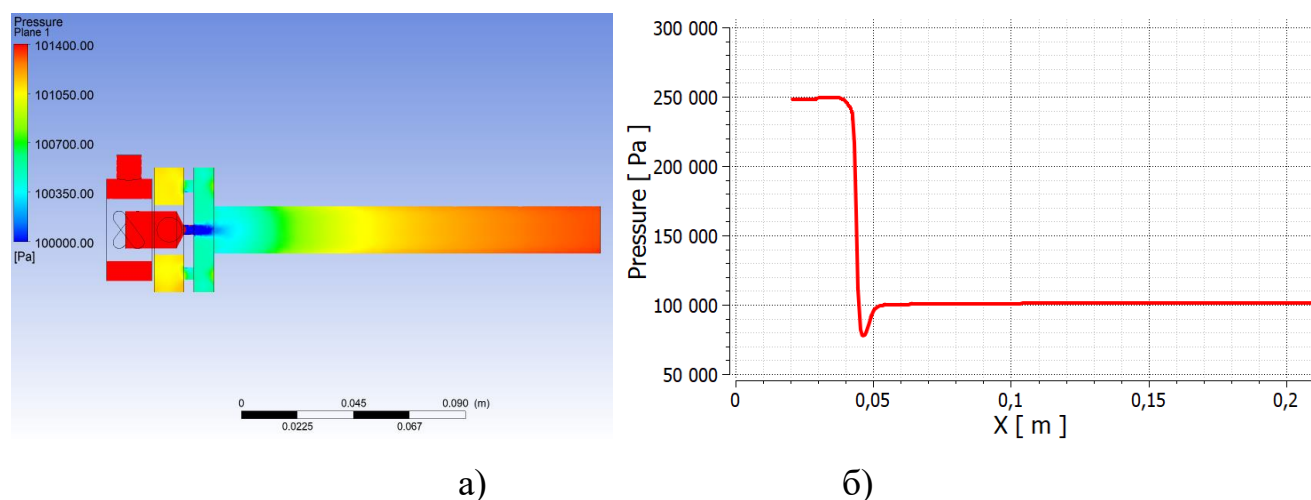 Pressure
Plane 1
101400.00
101050.00
100700.00
100350.00
100000.00
[Pa]
0 0.045 0.090 (m)
0.0225 0.067
а)
Pressure [ Pa ]
300 000
250 000
200 000
150 000
100 000
50 000
0 0,05 0,1 0,15 0,2
X [ m ]
б)